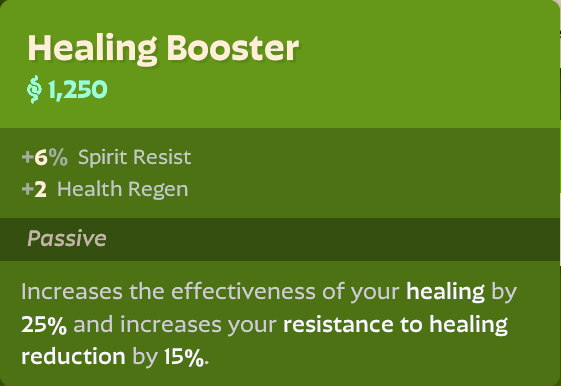 Healing Booster
1,250
+6% Spirit Resist
+2 Health Regen
Passive
Increases the effectiveness of your healing by
25% and increases your resistance to healing
reduction by 15%.